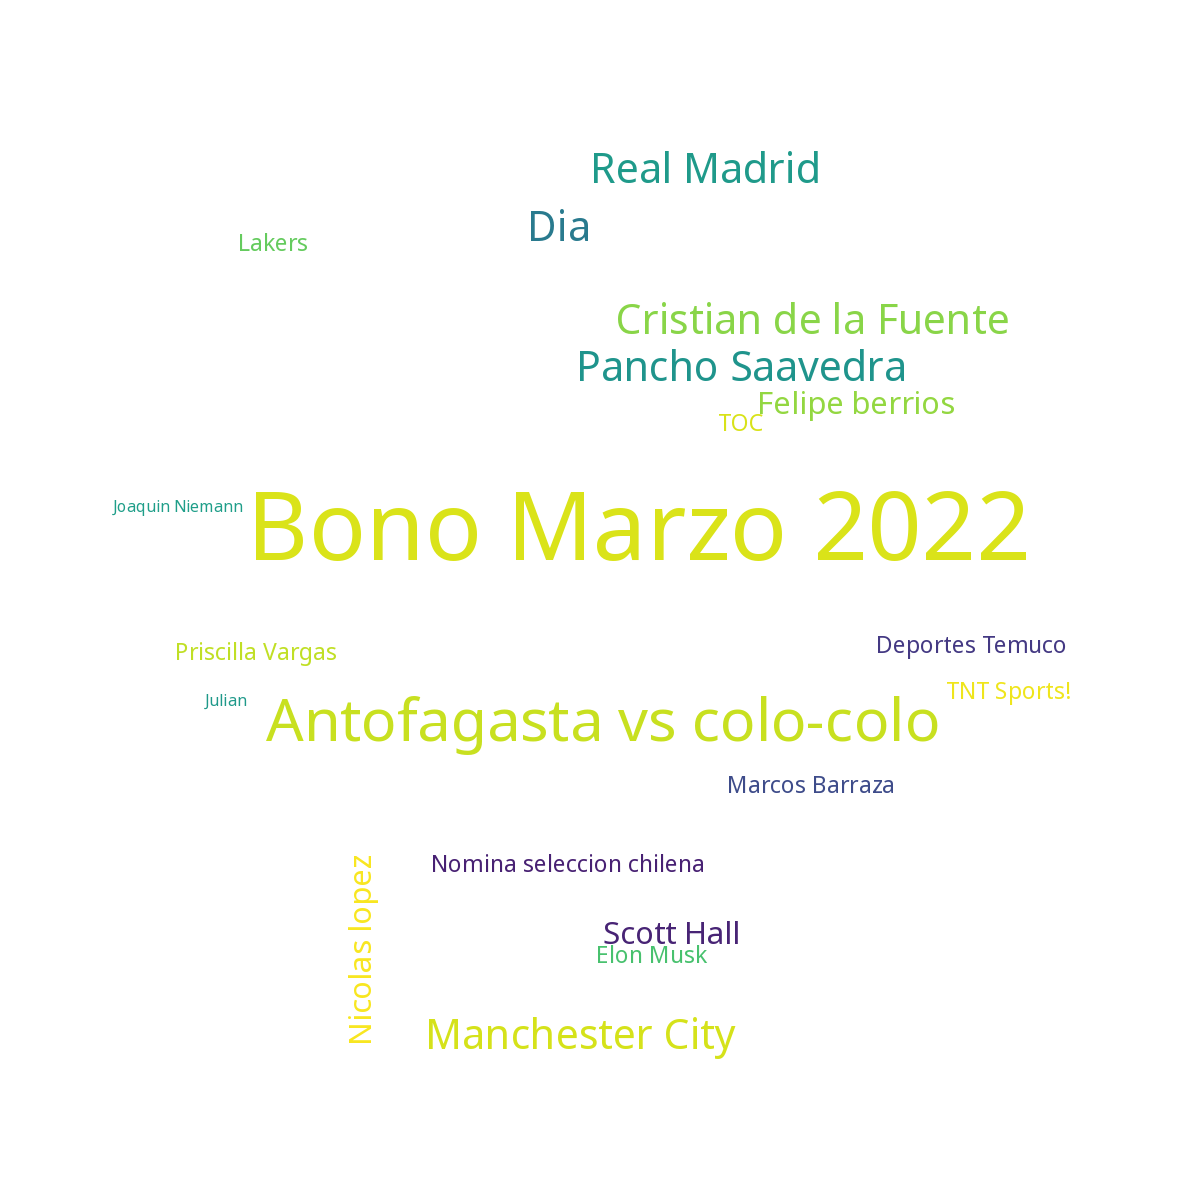 Real Madrid
Dia
Lakers
Cristian de la Fuente
Pancho Saavedra
Felipe berrios
TOC
Joaquin Niemann
Bono Marzo 2022
Priscilla Vargas
Deportes Temuco
TNT Sports!
Julian
Antofagasta vs colo-colo
Marcos Barraza
Nomina seleccion chilena
Nicolas lopez
Scott Hall
Elon Musk
Manchester City